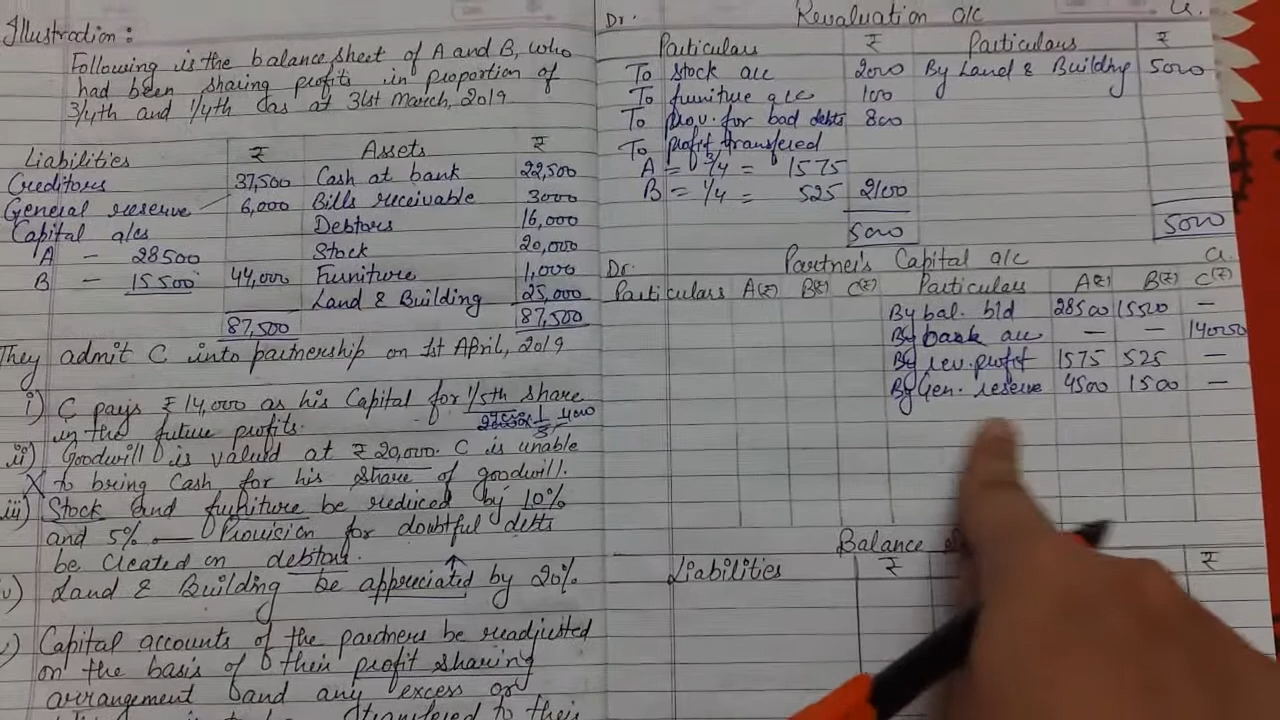 Illustration :
Following is the balance sheet of A and B, who
had been sharing profits in proportion of
3/4th and 1/4th as at 31st March, 2019
Liabilities ₹ Assets ₹
Creditors 37,500 Cash at bank 22,500
General reserve 6,000 Bills receivable 3000
Capital a/cs Debtors 16,000
A - 28500 Stock 20,000
B - 15500 44,000 Furniture 1,000
Land & Building 25,000
87,500 87,500
They admit C into partnership on 1st April, 2019
i) C pays ₹ 14,000 as his Capital for 1/5th share
in the future profits.
ii) Goodwill is valued at ₹ 20,000. C is unable
to bring Cash for his share of goodwill.
iii) Stock and furniture be reduced by 10%
and 5% — Provision for doubtful debts
be created on debtors.
v) Land & Building be appreciated by 20%
) Capital accounts of the partners be readjusted
on the basis of their profit sharing
arrangement and any excess or
transferred to their
Dr. Revaluation a/c Cr.
Particulars ₹ Particulars ₹
To stock a/c 2000 By Land & Building 5000
To furniture a/c 100
To prov. for bad debts 800
To profit transfered
A = 3/4 = 1575
B = 1/4 = 525 2100
5000 5000
Dr. Partner's Capital a/c Cr.
Particulars A(₹) B(₹) C(₹) Particulars A(₹) B(₹) C(₹)
By bal. b/d 28500 15500 —
By bank a/c — —
By rev. profit 1575 525 —
By Gen. reserve 4500 1500 —
Balance
Liabilities ₹ ₹